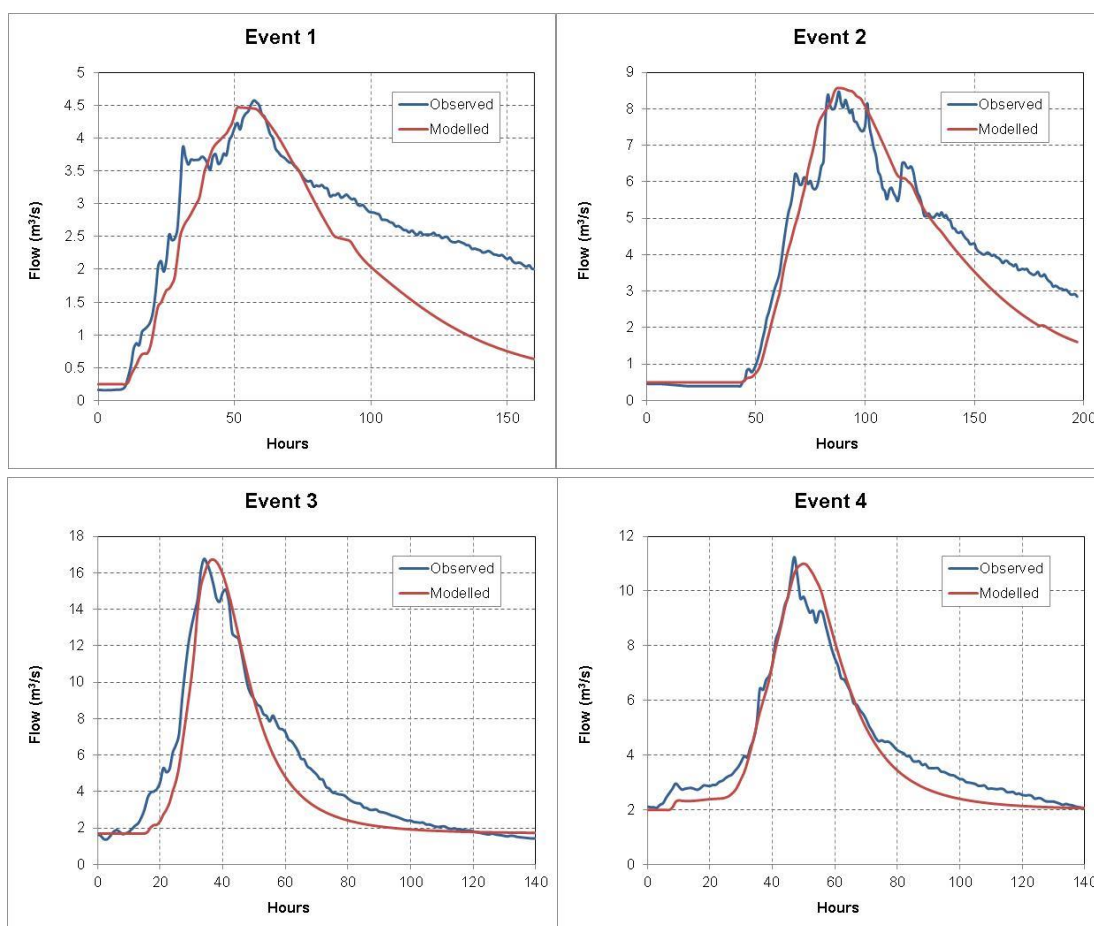 Event 1
5
4.5
4
3.5
3
2.5
2
1.5
1
0.5
0
Flow (m³/s)
Observed
Modelled
0 50 100 150
Hours
Event 2
9
8
7
6
5
4
3
2
1
0
Flow (m³/s)
Observed
Modelled
0 50 100 150 200
Hours
Event 3
18
16
14
12
10
8
6
4
2
0
Flow (m³/s)
Observed
Modelled
0 20 40 60 80 100 120 140
Hours
Event 4
12
10
8
6
4
2
0
Flow (m³/s)
Observed
Modelled
0 20 40 60 80 100 120 140
Hours